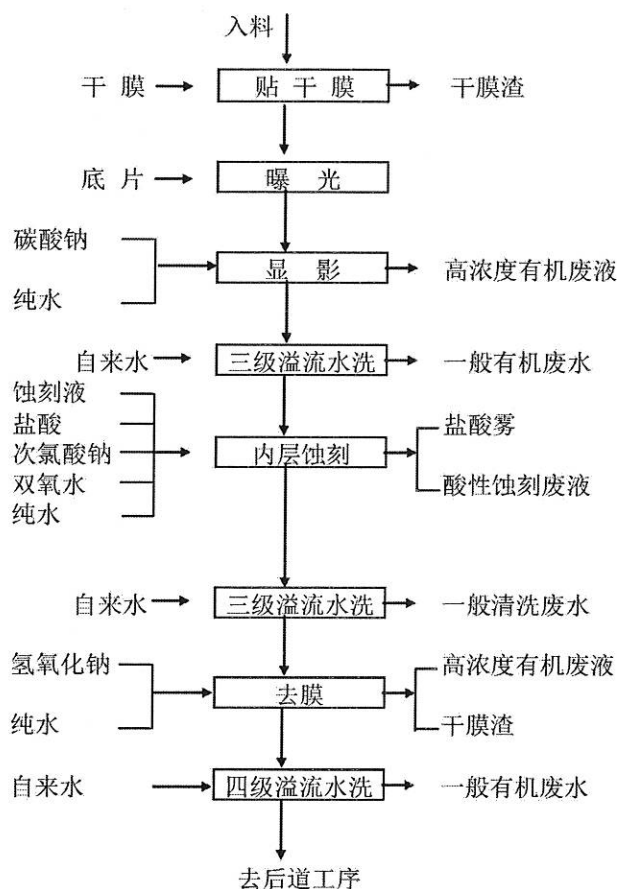 入料
干 膜
贴 干 膜
干膜渣
底 片
曝 光
碳酸钠
纯水
显 影
高浓度有机废液
自来水
三级溢流水洗
一般有机废水
蚀刻液
盐酸
次氯酸钠
双氧水
纯水
内层蚀刻
盐酸雾
酸性蚀刻废液
自来水
三级溢流水洗
一般清洗废水
氢氧化钠
纯水
去膜
高浓度有机废液
干膜渣
自来水
四级溢流水洗
一般有机废水
去后道工序